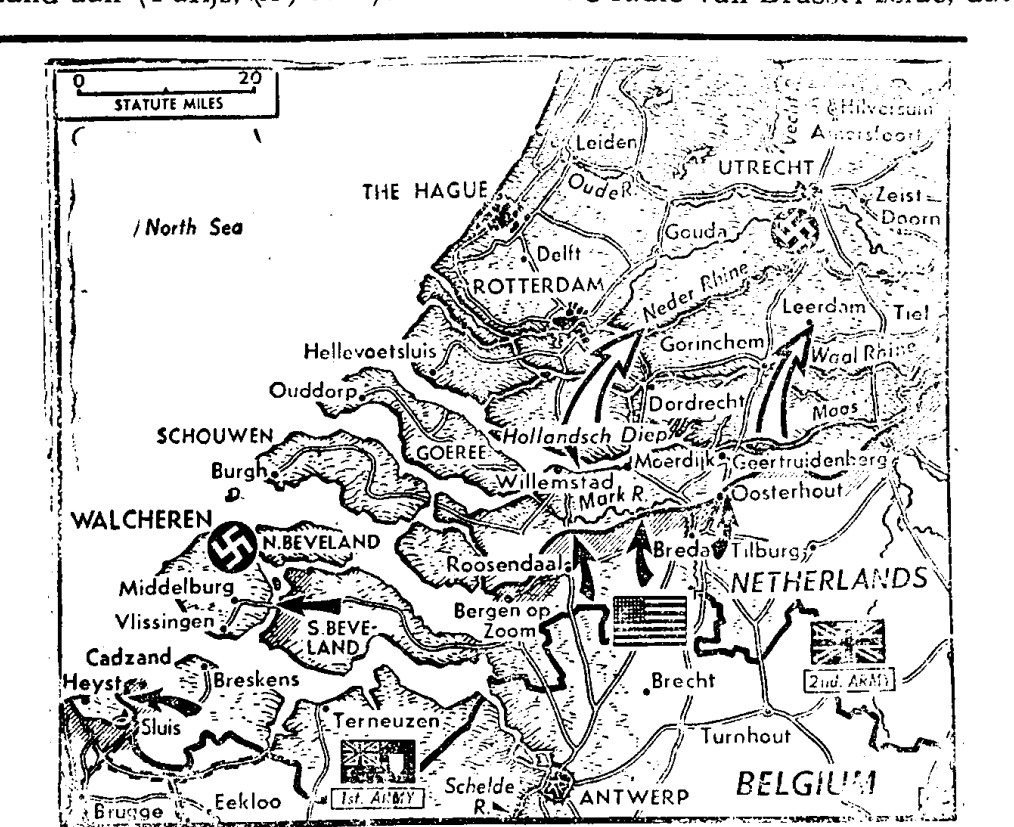 0 20
STATUTE MILES
Leiden
Vecht
Hilversum
Amersfoort
UTRECHT
THE HAGUE
Oude R.
Zeist
Doorn
North Sea
Gouda
Delft
ROTTERDAM
Neder Rhine
Leerdam
Tiel
Hellevoetsluis
Gorinchem
Waal Rhine
Ouddorp
Dordrecht
Maas
SCHOUWEN
GOEREE
Hollandsch Diep
Moerdijk
Geertruidenberg
Burgh
Willemstad
Mark R.
Oosterhout
WALCHEREN
N. BEVELAND
Roosendaal
Breda
Tilburg
NETHERLANDS
Middelburg
Vlissingen
Bergen op
Zoom
S. BEVE-
LAND
Cadzand
Heyst
Breskens
Brecht
2nd. ARMY
Sluis
Terneuzen
Turnhout
Schelde
R.
1st. ARMY
ANTWERP
BELGIUM
Brugge
Eekloo